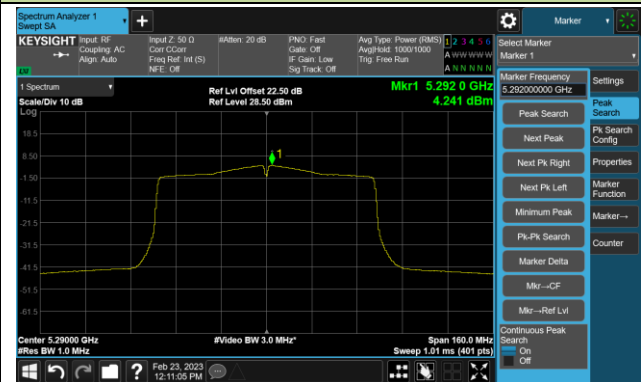 Spectrum Analyzer 1
Swept SA
Marker
KEYSIGHT
Input: RF
Coupling: AC
Align: Auto
Input Z: 50 Ω
Corr CCorr
Freq Ref: Int (S)
NFE: Off
#Atten: 20 dB
PNO: Fast
Gate: Off
IF Gain: Low
Sig Track: Off
Avg Type: Power (RMS)
Avg|Hold: 1000/1000
Trig: Free Run
1 2 3 4 5 6
A W W W W W
A N N N N N
Select Marker
Marker 1
LXI
1 Spectrum
Scale/Div 10 dB
Log
Ref Lvl Offset 22.50 dB
Ref Level 28.50 dBm
Mkr1 5.292 0 GHz
4.241 dBm
Marker Frequency
5.292000000 GHz
Settings
Peak Search
Peak
Search
Next Peak
Pk Search
Config
Next Pk Right
Properties
Next Pk Left
Marker
Function
Minimum Peak
Marker→
Pk-Pk Search
Counter
Marker Delta
Mkr→CF
Mkr→Ref Lvl
Continuous Peak
Search
On
Off
18.5
8.50
-1.50
-11.5
-21.5
-31.5
-41.5
-51.5
-61.5
1
Center 5.29000 GHz
#Res BW 1.0 MHz
#Video BW 3.0 MHz*
Span 160.0 MHz
Sweep 1.01 ms (401 pts)
?
Feb 23, 2023
12:11:05 PM